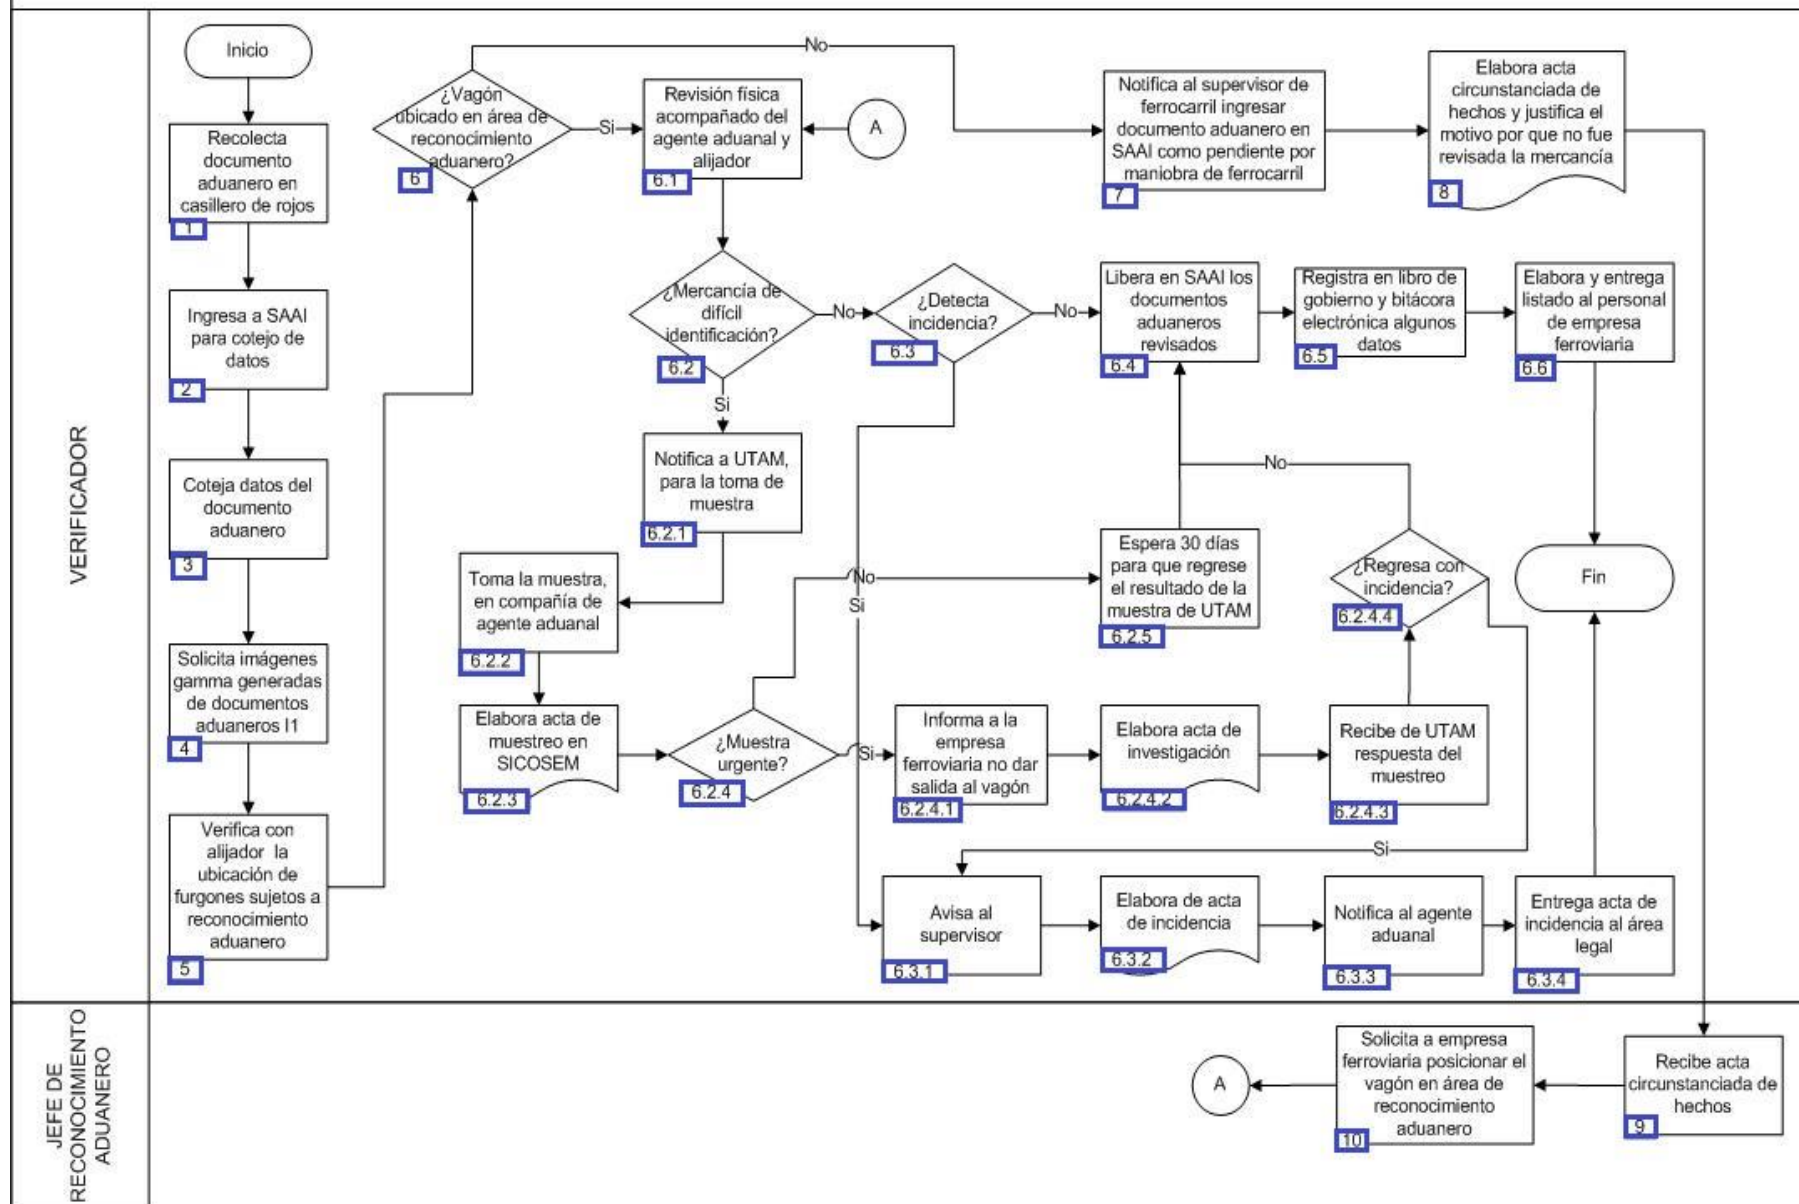 VERIFICADOR
Inicio
Recolecta
documento
aduanero en
casillero de rojos
1
Ingresa a SAAI
para cotejo de
datos
2
Coteja datos del
documento
aduanero
3
Solicita imágenes
gamma generadas
de documentos
aduaneros I1
4
Verifica con
alijador la
ubicación de
furgones sujetos a
reconocimiento
aduanero
5
¿Vagón
ubicado en área de
reconocimiento
aduanero?
6
No
Si
Revisión física
acompañado del
agente aduanal y
alijador
6.1
A
Notifica al supervisor de
ferrocarril ingresar
documento aduanero en
SAAI como pendiente por
maniobra de ferrocarril
7
Elabora acta
circunstanciada de
hechos y justifica el
motivo por que no fue
revisada la mercancía
8
¿Mercancía de
difícil
identificación?
6.2
No
Si
¿Detecta
incidencia?
6.3
No
Si
Libera en SAAI los
documentos
aduaneros
revisados
6.4
Registra en libro de
gobierno y bitácora
electrónica algunos
datos
6.5
Elabora y entrega
listado al personal
de empresa
ferroviaria
6.6
Notifica a UTAM,
para la toma de
muestra
6.2.1
Toma la muestra,
en compañía de
agente aduanal
6.2.2
Elabora acta de
muestreo en
SICOSEM
6.2.3
¿Muestra
urgente?
6.2.4
No
Si
Espera 30 días
para que regrese
el resultado de la
muestra de UTAM
6.2.5
Informa a la
empresa
ferroviaria no dar
salida al vagón
6.2.4.1
Elabora acta de
investigación
6.2.4.2
Recibe de UTAM
respuesta del
muestreo
6.2.4.3
¿Regresa con
incidencia?
6.2.4.4
No
Si
Fin
Avisa al
supervisor
6.3.1
Elabora de acta
de incidencia
6.3.2
Notifica al agente
aduanal
6.3.3
Entrega acta de
incidencia al área
legal
6.3.4
JEFE DE
RECONOCIMIENTO
ADUANERO
Recibe acta
circunstanciada de
hechos
9
Solicita a empresa
ferroviaria posicionar el
vagón en área de
reconocimiento
aduanero
10
A